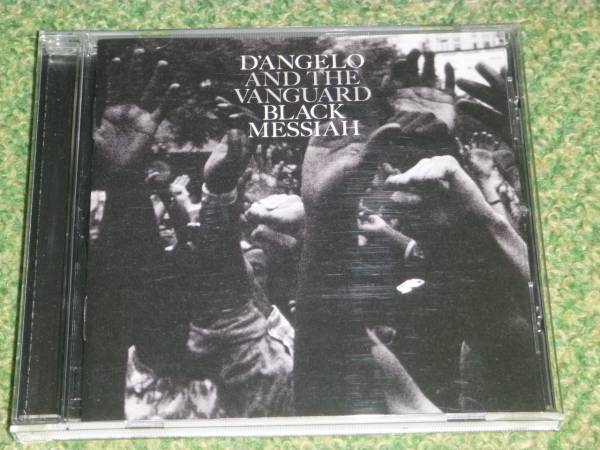 D'ANGELO
AND THE
VANGUARD
BLACK
MESSIAH